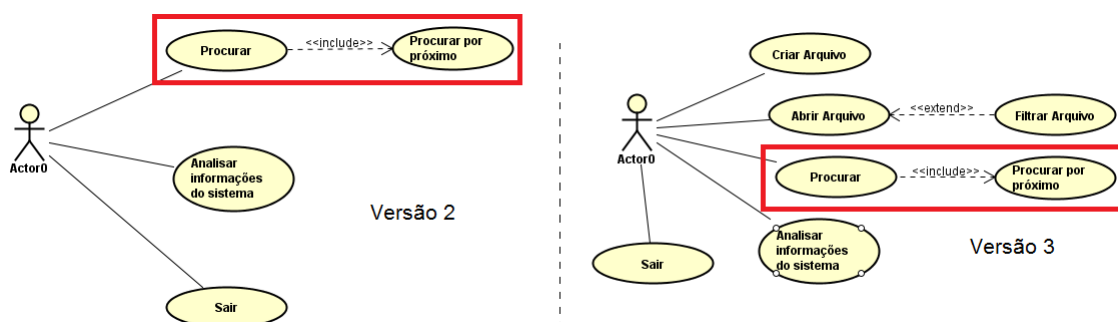 Procurar
<<include>>
Procurar por
próximo
Actor0
Analisar
informações
do sistema
Versão 2
Sair
Criar Arquivo
Abrir Arquivo
<<extend>>
Filtrar Arquivo
Actor0
Procurar
<<include>>
Procurar por
próximo
Analisar
informações
do sistema
Versão 3
Sair